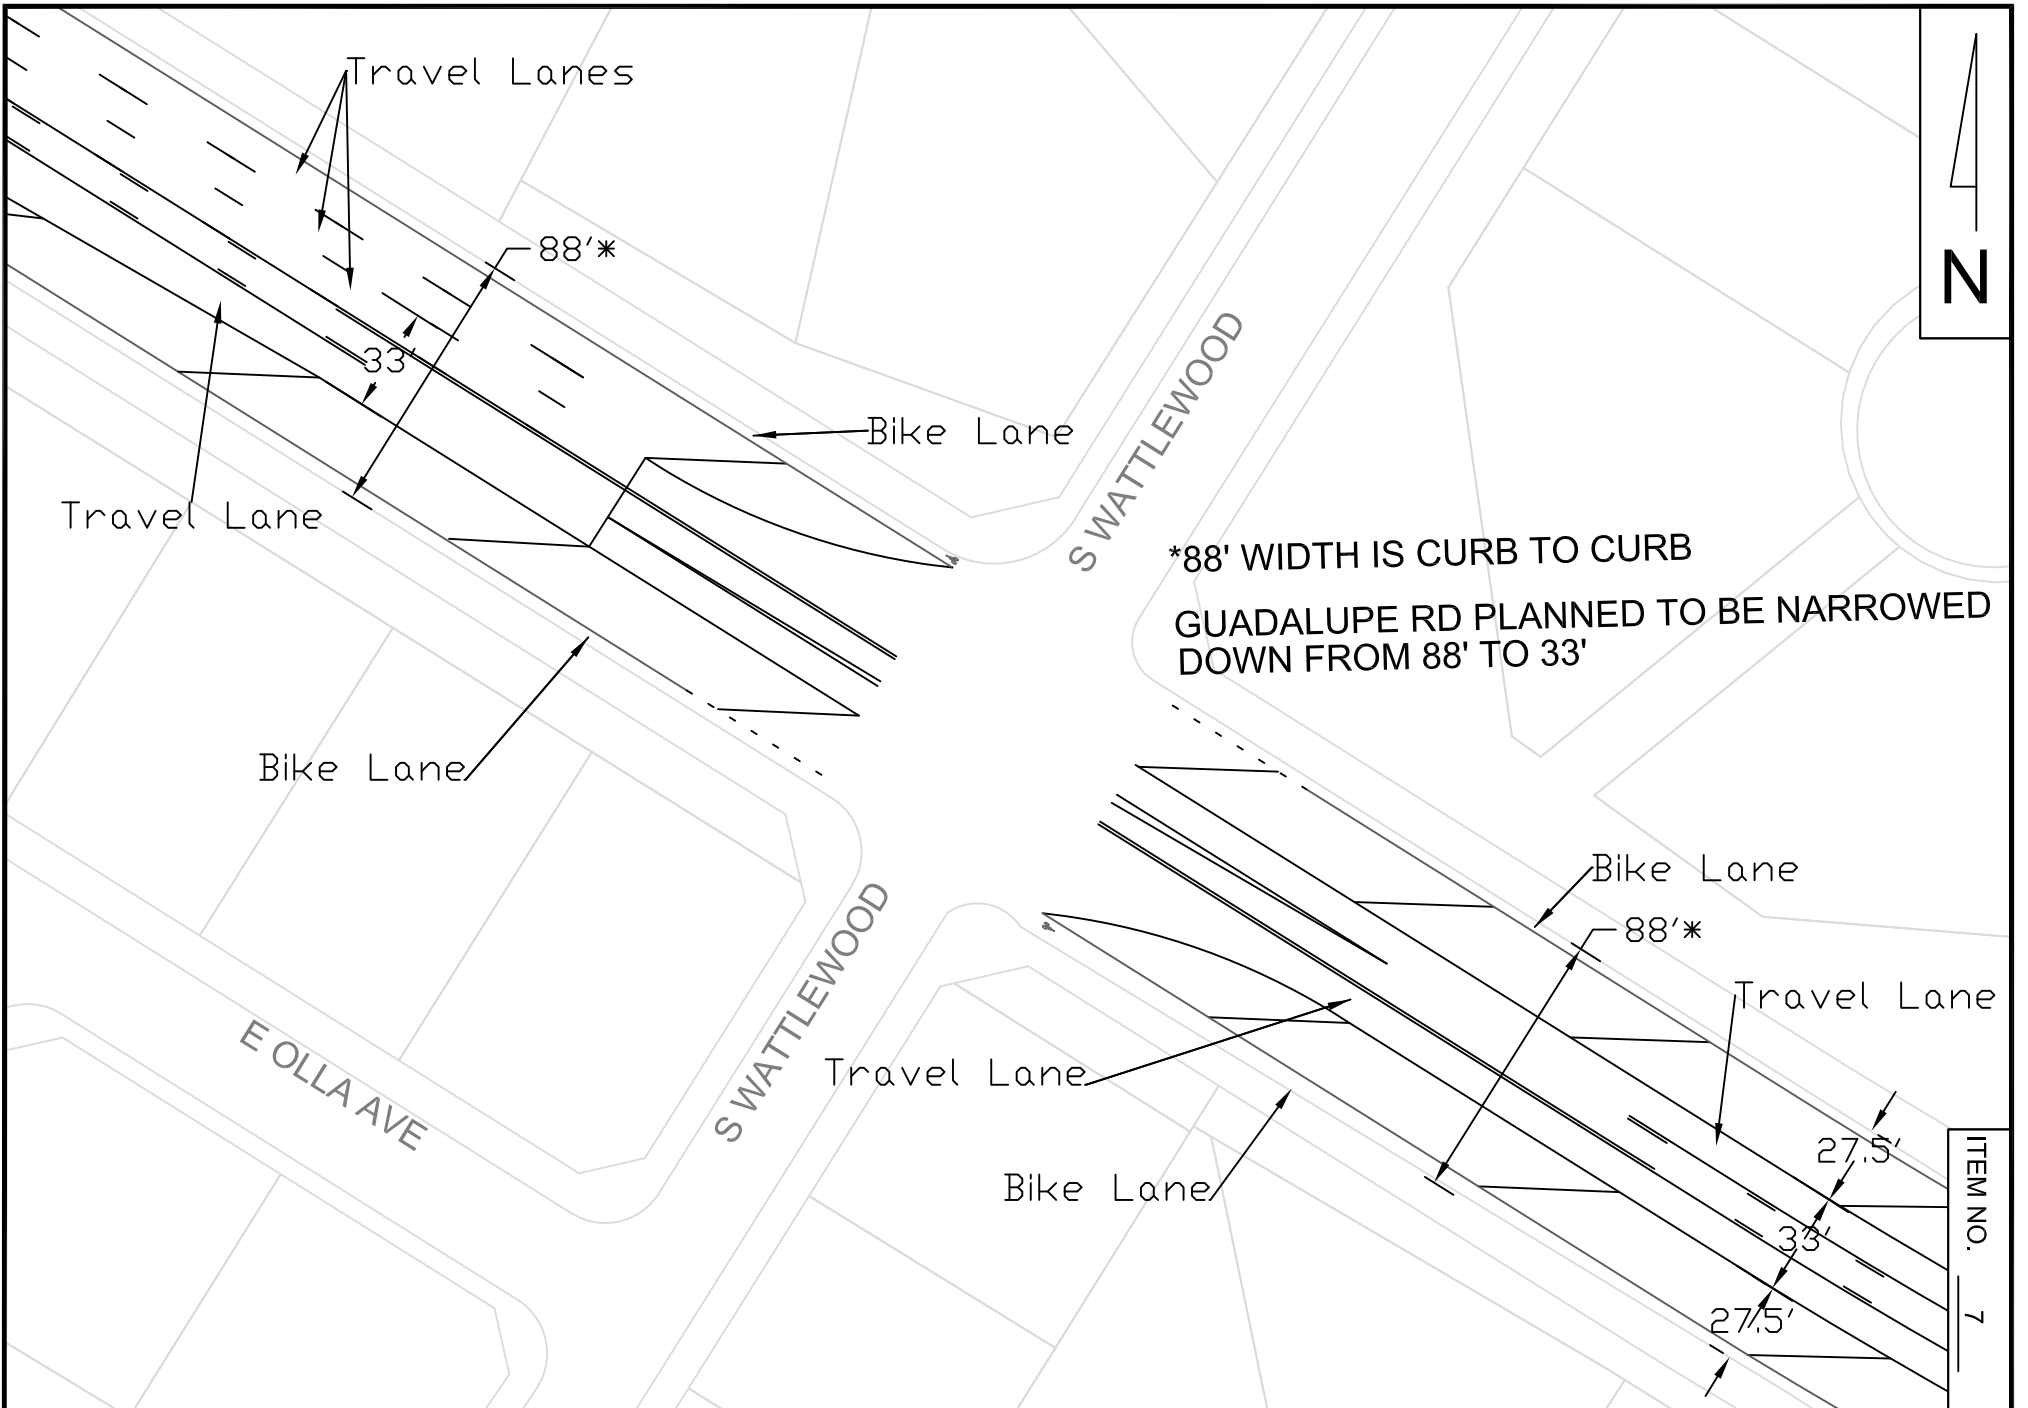 Travel Lanes
88'*
33'
Bike Lane
Travel Lane
S WATTLEWOOD
N
*88' WIDTH IS CURB TO CURB
GUADALUPE RD PLANNED TO BE NARROWED
DOWN FROM 88' TO 33'
Bike Lane
Bike Lane
88'*
Travel Lane
S WATTLEWOOD
E OLLA AVE
Travel Lane
Bike Lane
27.5'
33'
27.5'
ITEM NO. 7